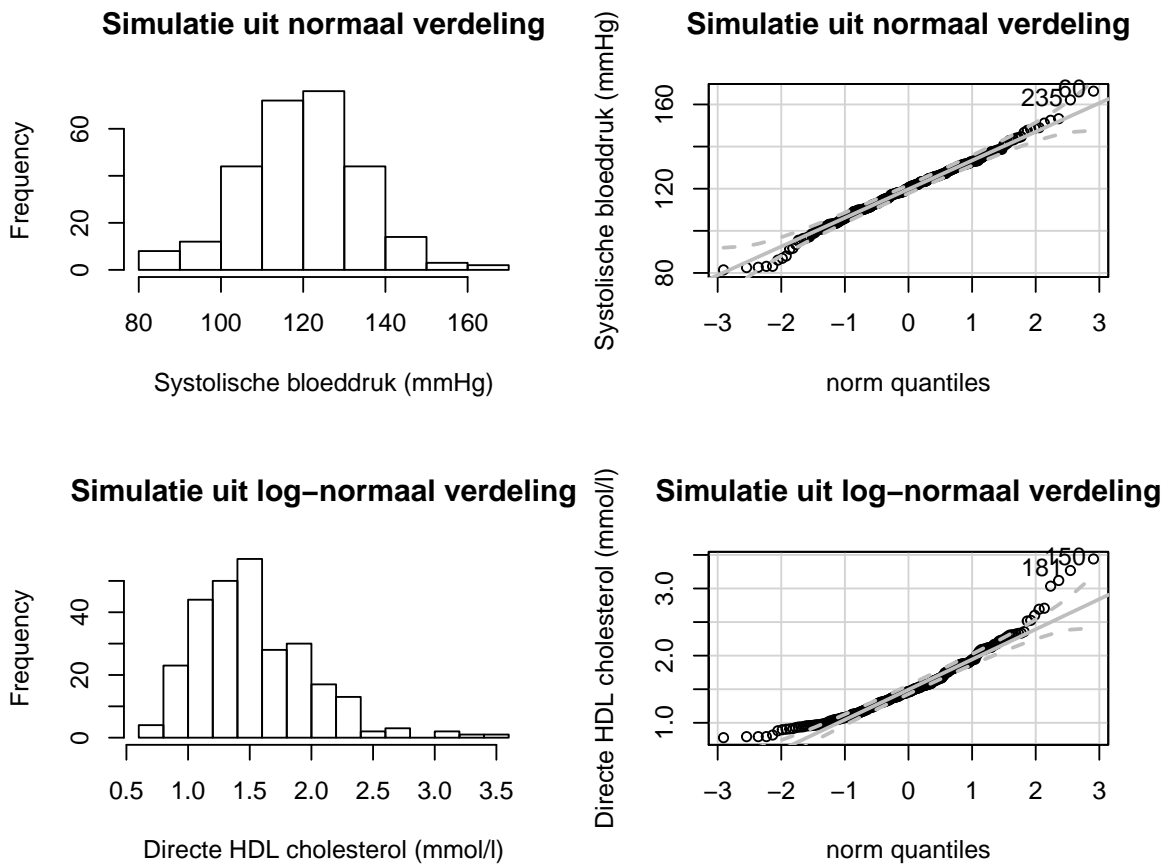 Simulatie uit normaal verdeling
Frequency
0 20 60
80 100 120 140 160
Systolische bloeddruk (mmHg)
Simulatie uit normaal verdeling
Systolische bloeddruk (mmHg)
80 120 160
60
235
−3 −2 −1 0 1 2 3
norm quantiles
Simulatie uit log−normaal verdeling
Frequency
0 20 40
0.5 1.0 1.5 2.0 2.5 3.0 3.5
Directe HDL cholesterol (mmol/l)
Simulatie uit log−normaal verdeling
Directe HDL cholesterol (mmol/l)
1.0 2.0 3.0
150
181
−3 −2 −1 0 1 2 3
norm quantiles